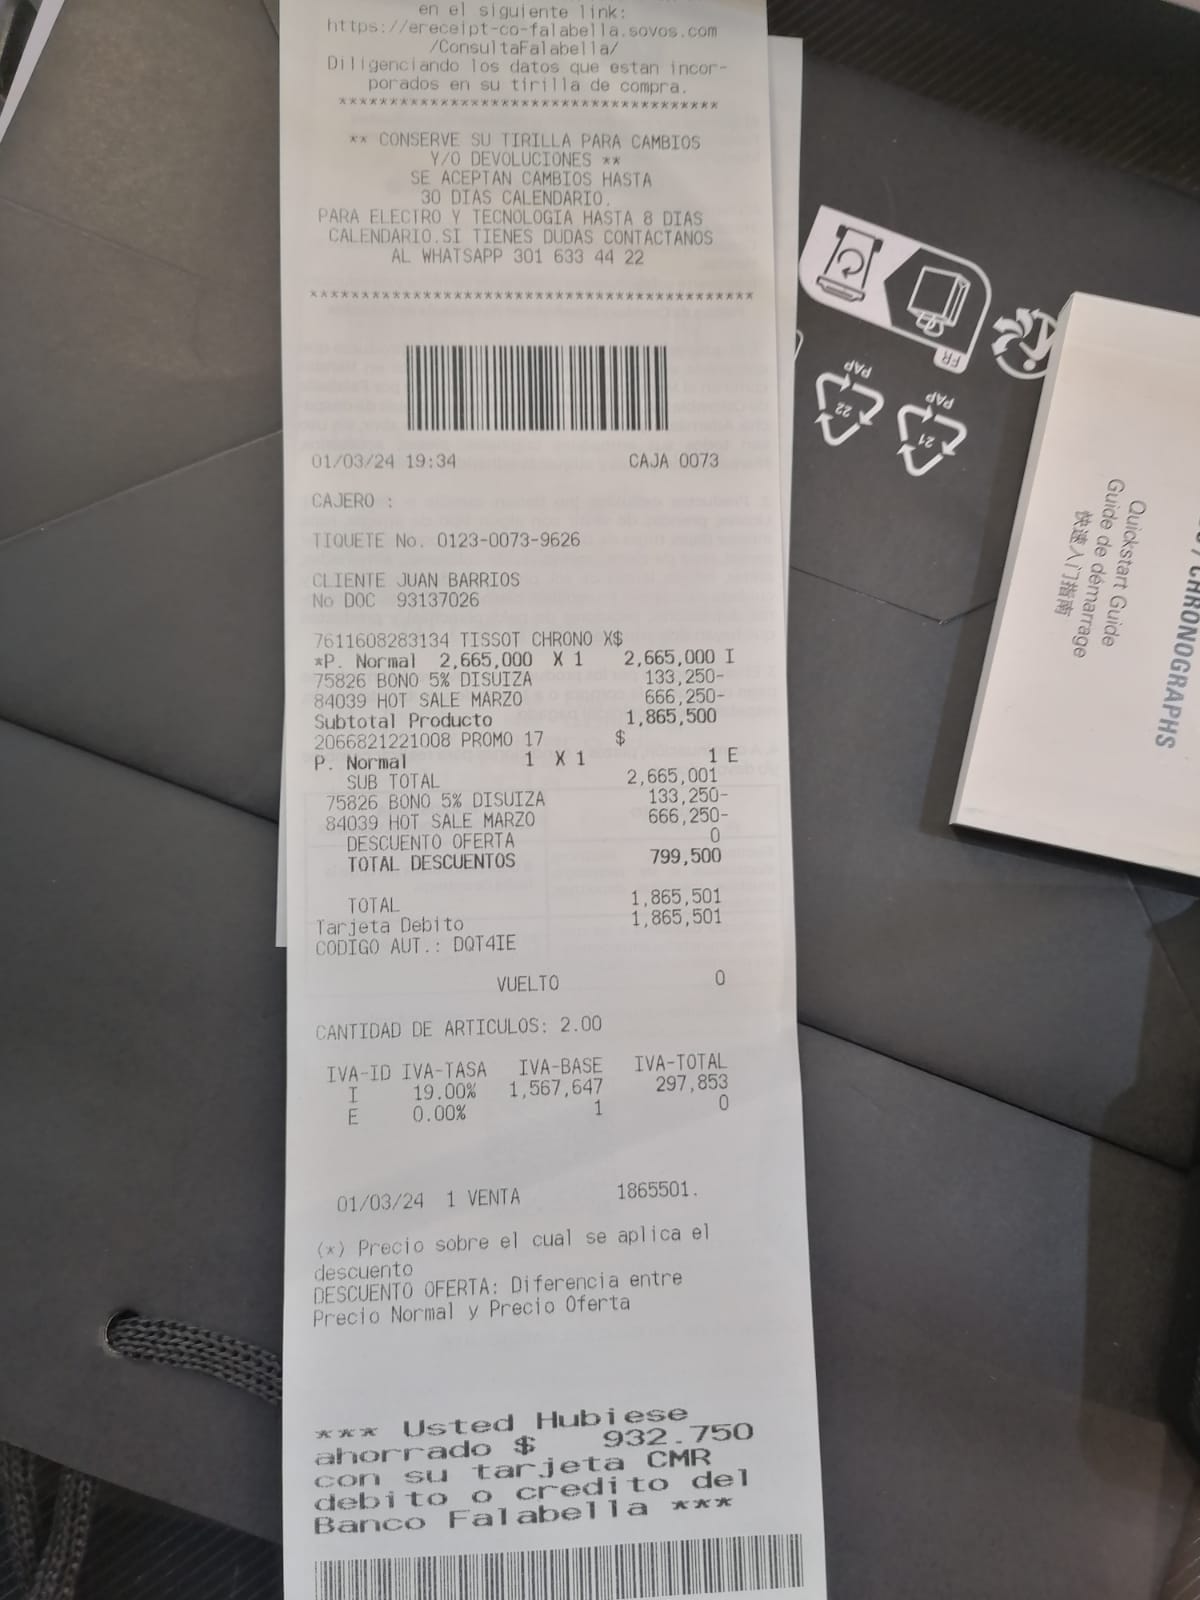 en el siguiente link:
https://ereceipt-co-falabella.sovos.com
/ConsultaFalabella/
Diligenciando los datos que estan incor-
porados en su tirilla de compra.
*************************************
** CONSERVE SU TIRILLA PARA CAMBIOS
Y/O DEVOLUCIONES **
SE ACEPTAN CAMBIOS HASTA
30 DIAS CALENDARIO.
PARA ELECTRO Y TECNOLOGIA HASTA 8 DIAS
CALENDARIO.SI TIENES DUDAS CONTACTANOS
AL WHATSAPP 301 633 44 22
*******************************************
01/03/24 19:34 CAJA 0073
CAJERO :
TIQUETE No. 0123-0073-9626
CLIENTE JUAN BARRIOS
No DOC 93137026
7611608283134 TISSOT CHRONO X$
*P. Normal 2,665,000 X 1 2,665,000 I
75826 BONO 5% DISUIZA 133,250-
84039 HOT SALE MARZO 666,250-
Subtotal Producto 1,865,500
2066821221008 PROMO 17 $
P. Normal 1 X 1 1 E
SUB TOTAL 2,665,001
75826 BONO 5% DISUIZA 133,250-
84039 HOT SALE MARZO 666,250-
DESCUENTO OFERTA 0
TOTAL DESCUENTOS 799,500
TOTAL 1,865,501
Tarjeta Debito 1,865,501
CODIGO AUT.: DQT4IE
VUELTO 0
CANTIDAD DE ARTICULOS: 2.00
IVA-ID IVA-TASA IVA-BASE IVA-TOTAL
I 19.00% 1,567,647 297,853
E 0.00% 1 0
01/03/24 1 VENTA 1865501.
(*) Precio sobre el cual se aplica el
descuento
DESCUENTO OFERTA: Diferencia entre
Precio Normal y Precio Oferta
*** Usted Hubiese
ahorrado $ 932.750
con su tarjeta CMR
debito o credito del
Banco Falabella ***
FR
PAP
22
PAP
21
CHRONOGRAPHS
Quickstart Guide
Guide de démarrage
快速入门指南